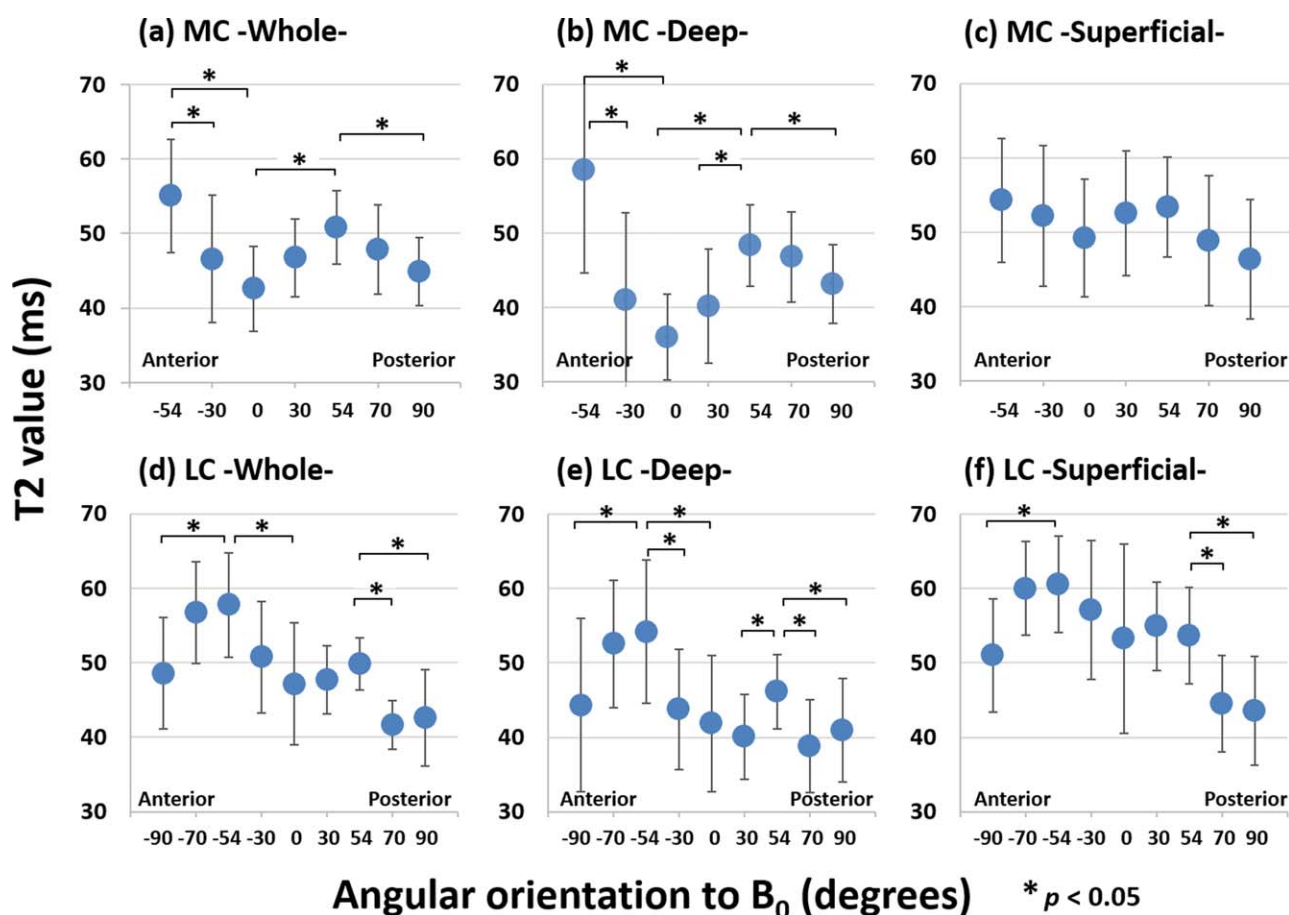 (a) MC -Whole-
70
60
50
40
30
* * * *
Anterior Posterior
-54 -30 0 30 54 70 90
(b) MC -Deep-
70
60
50
40
30
* * * * *
Anterior Posterior
-54 -30 0 30 54 70 90
(c) MC -Superficial-
70
60
50
40
30
Anterior Posterior
-54 -30 0 30 54 70 90
T2 value (ms)
(d) LC -Whole-
70
60
50
40
30
* * * *
Anterior Posterior
-90 -70 -54 -30 0 30 54 70 90
(e) LC -Deep-
70
60
50
40
30
* * * * * *
Anterior Posterior
-90 -70 -54 -30 0 30 54 70 90
(f) LC -Superficial-
70
60
50
40
30
* * *
Anterior Posterior
-90 -70 -54 -30 0 30 54 70 90
Angular orientation to B₀ (degrees)
* p < 0.05